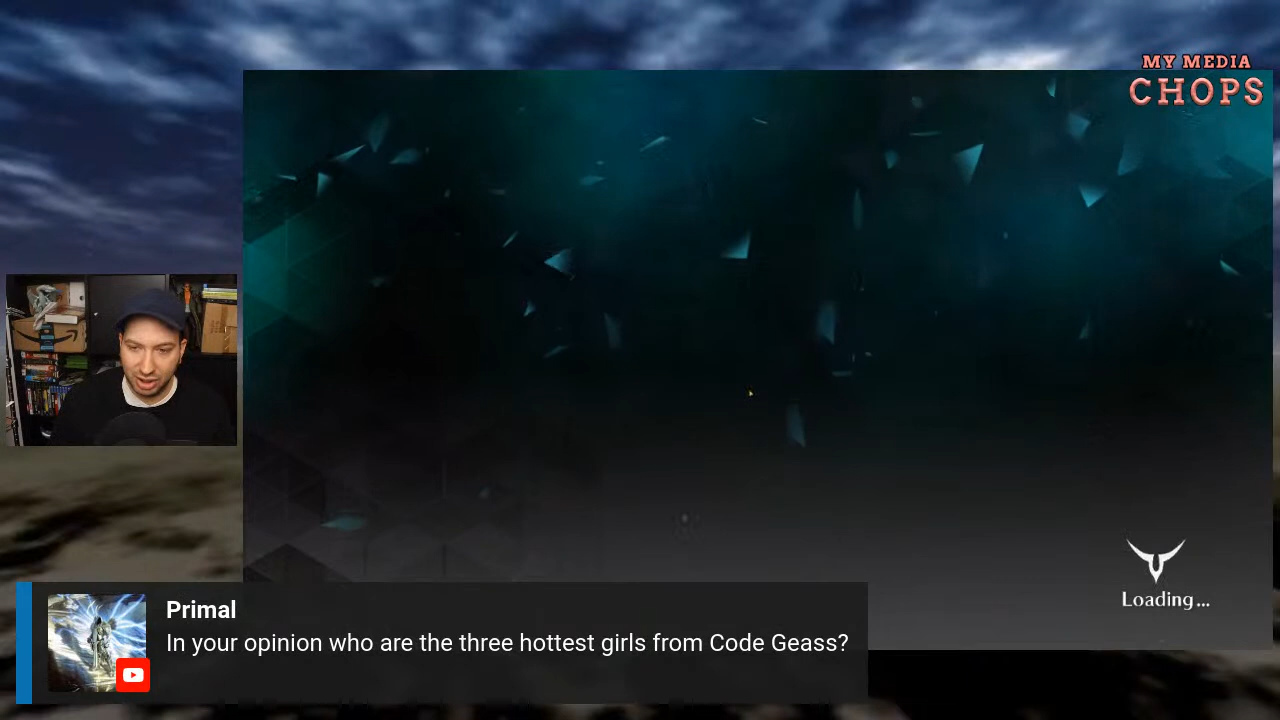 MY MEDIA
CHOPS
Loading...
Primal
In your opinion who are the three hottest girls from Code Geass?